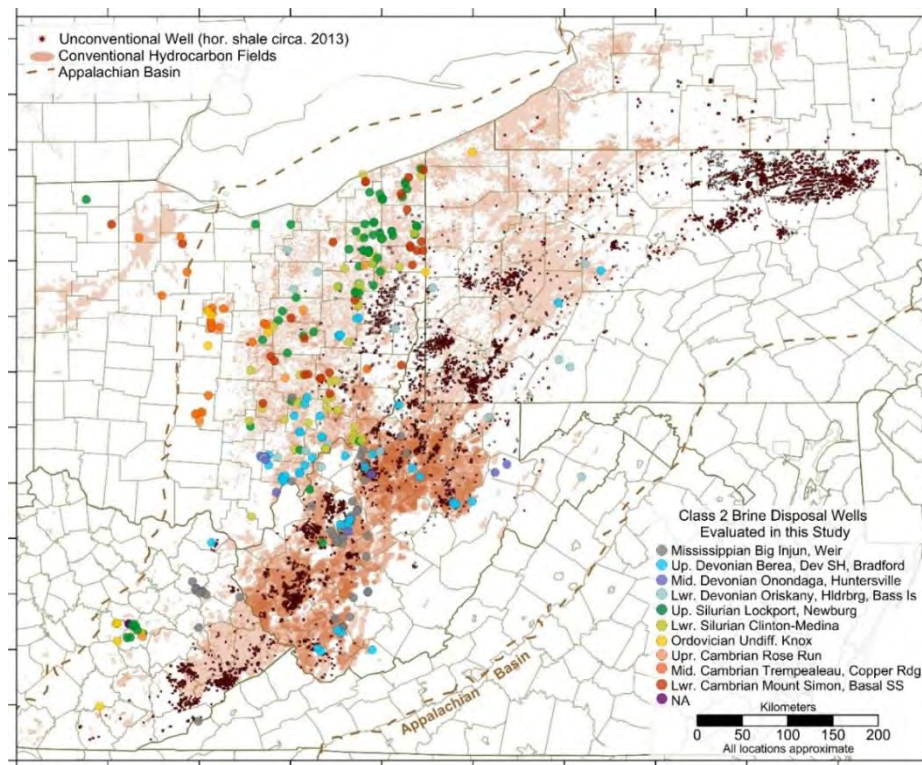 Unconventional Well (hor. shale circa. 2013)
Conventional Hydrocarbon Fields
Appalachian Basin
Appalachian Basin
Class 2 Brine Disposal Wells
Evaluated in this Study
Mississippian Big Injun, Weir
Up. Devonian Berea, Dev SH, Bradford
Mid. Devonian Onondaga, Huntersville
Lwr. Devonian Oriskany, Hldrbrg, Bass Is
Up. Silurian Lockport, Newburg
Lwr. Silurian Clinton-Medina
Ordovician Undiff. Knox
Upr. Cambrian Rose Run
Mid. Cambrian Trempealeau, Copper Rdg
Lwr. Cambrian Mount Simon, Basal SS
NA
Kilometers
0 50 100 150 200
All locations approximate